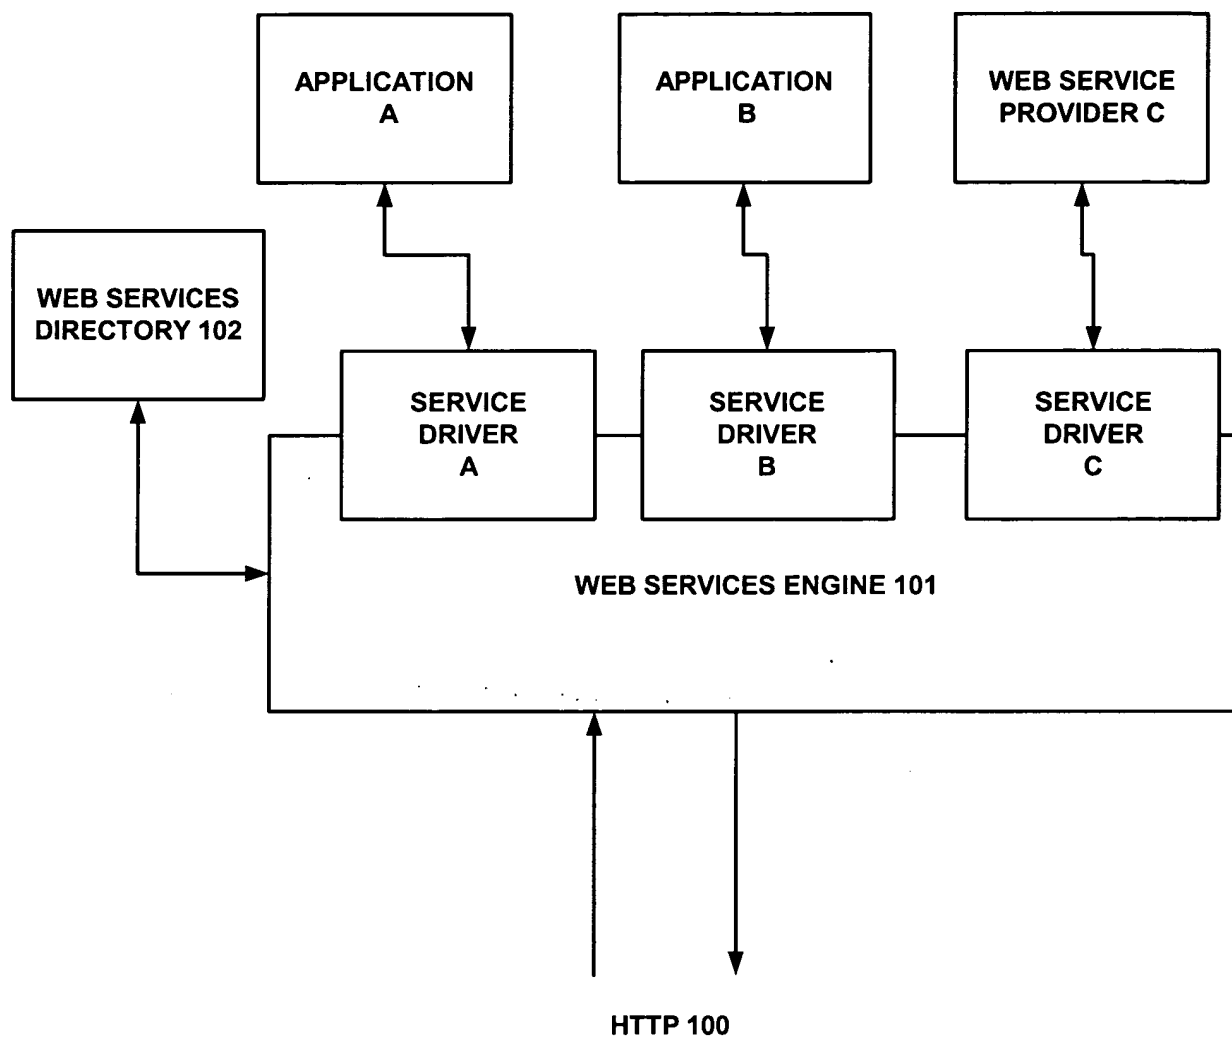 APPLICATION
A
APPLICATION
B
WEB SERVICE
PROVIDER C
WEB SERVICES
DIRECTORY 102
SERVICE
DRIVER
A
SERVICE
DRIVER
B
SERVICE
DRIVER
C
WEB SERVICES ENGINE 101
HTTP 100